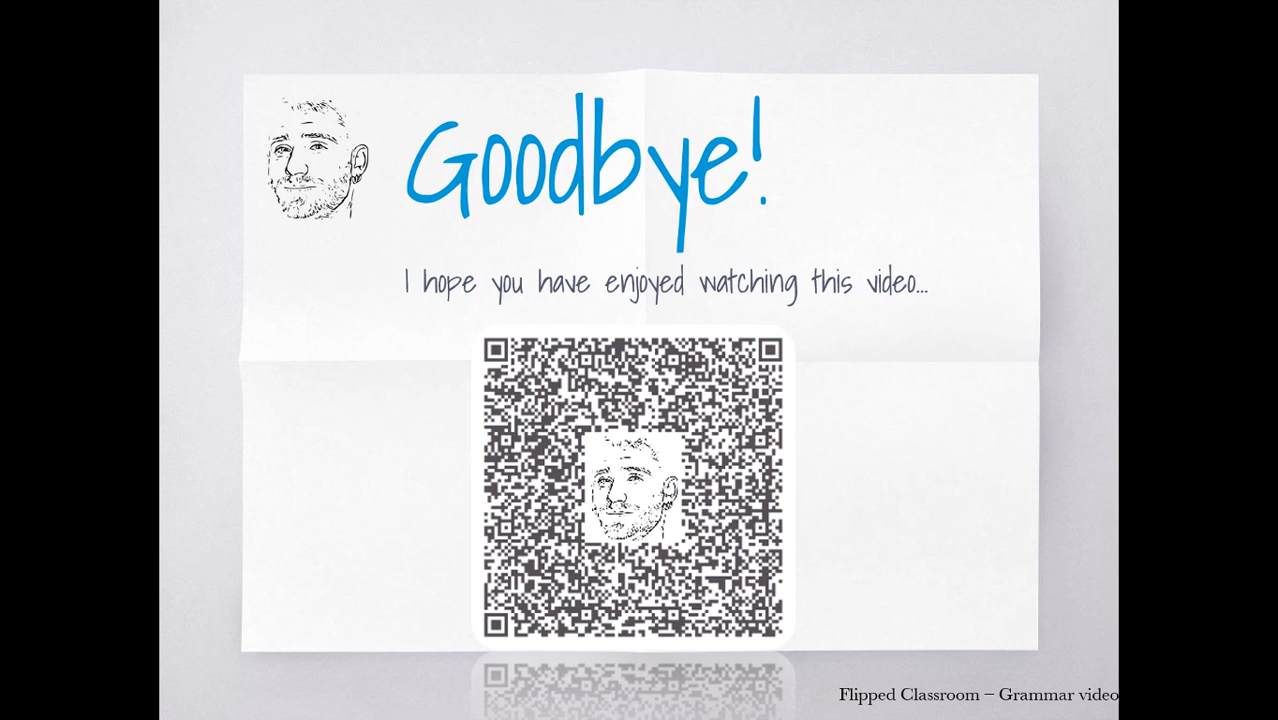 Goodbye!
I hope you have enjoyed watching this video...
Flipped Classroom – Grammar video